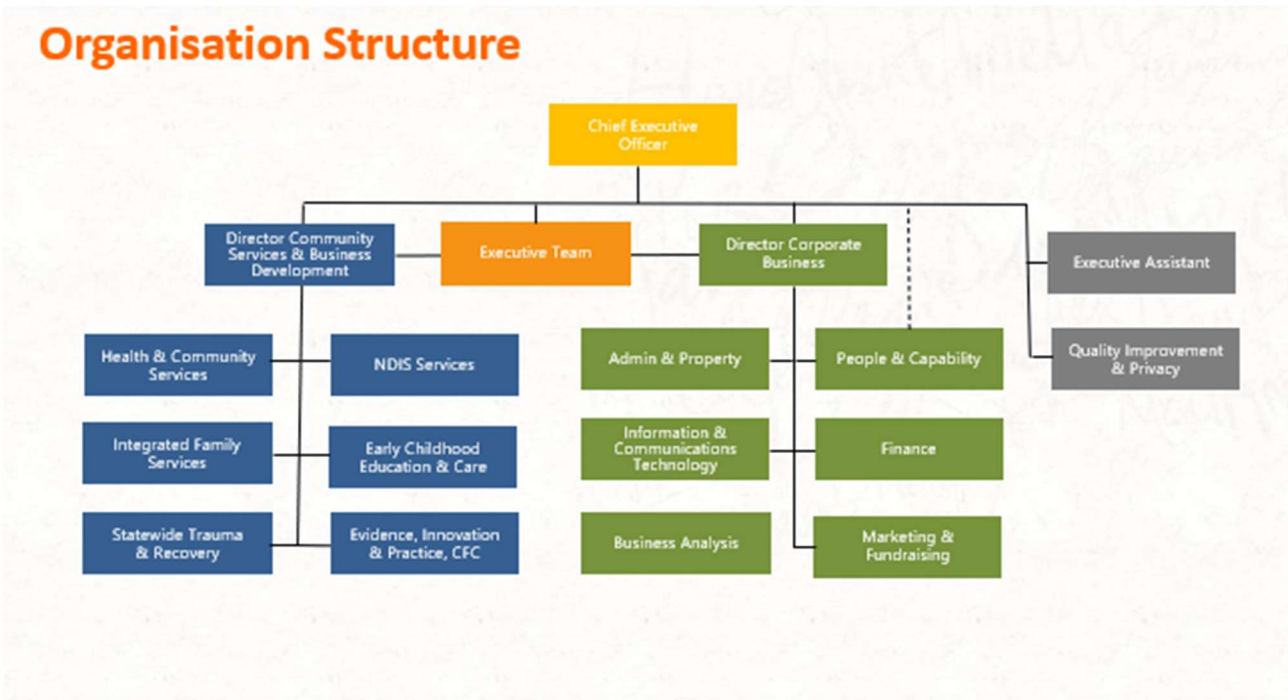 Organisation Structure
Chief Executive
Officer
Director Community
Services & Business
Development
Executive Team
Director Corporate
Business
Executive Assistant
Quality Improvement
& Privacy
Health & Community
Services
NDIS Services
Integrated Family
Services
Early Childhood
Education & Care
Statewide Trauma
& Recovery
Evidence, Innovation
& Practice, CFC
Admin & Property
People & Capability
Information &
Communications
Technology
Finance
Business Analysis
Marketing &
Fundraising